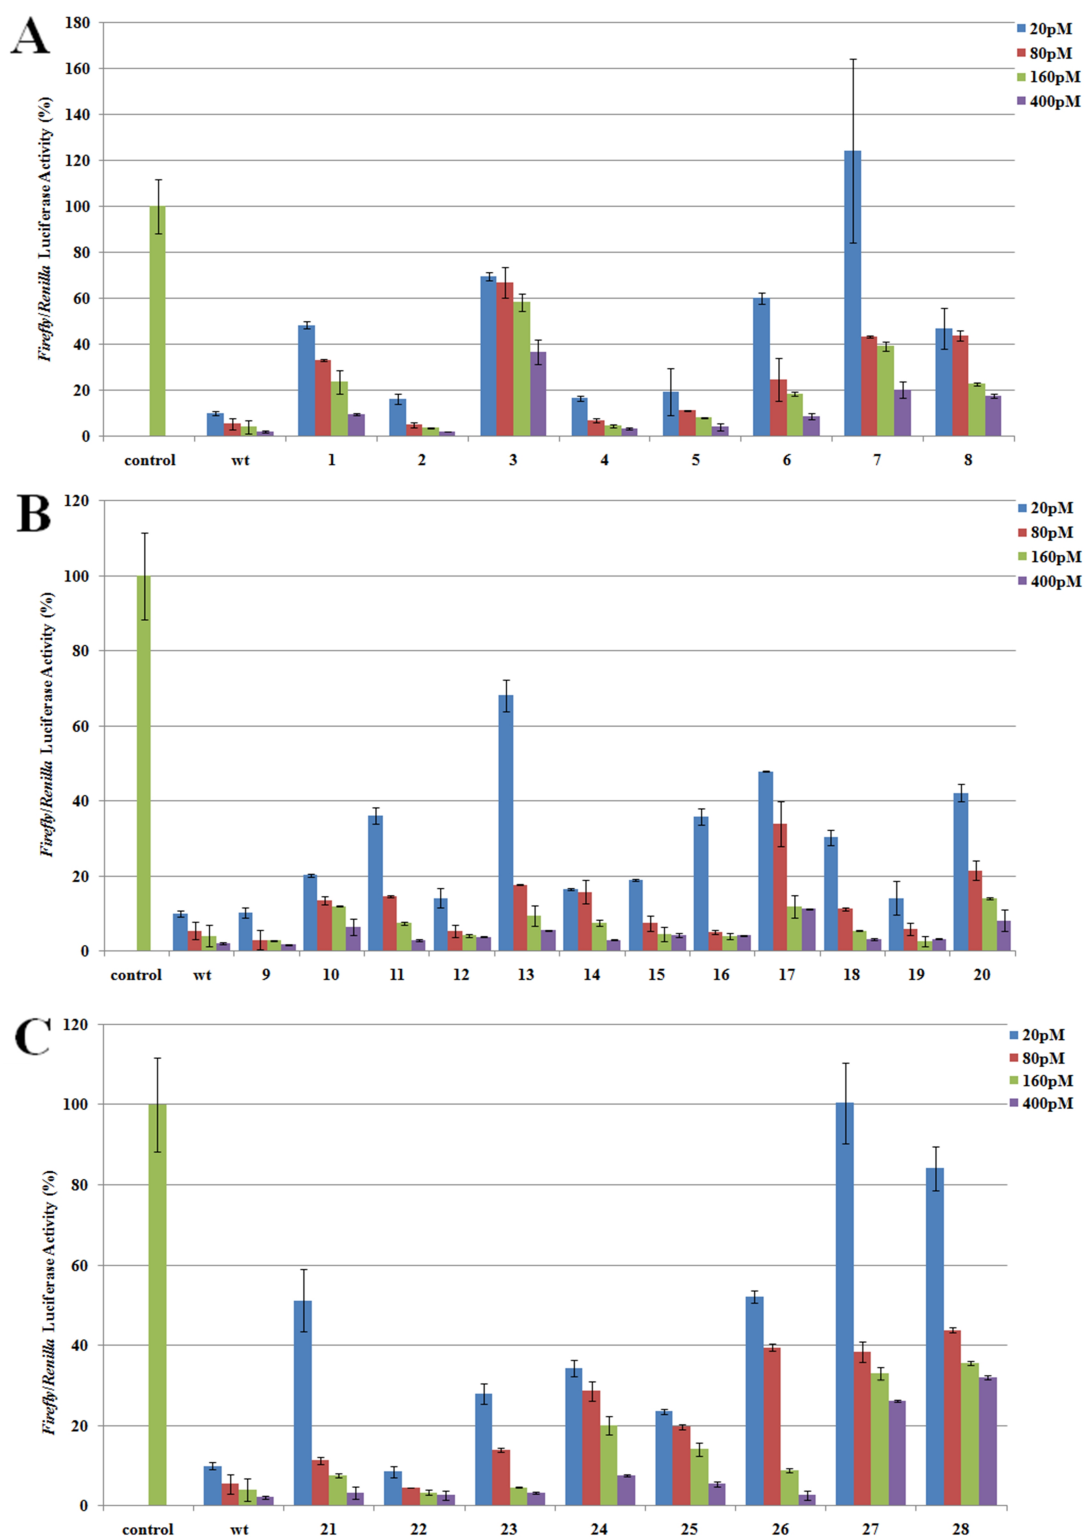 A
Firefly/Renilla Luciferase Activity (%)
180
160
140
120
100
80
60
40
20
0
control wt 1 2 3 4 5 6 7 8
20pM
80pM
160pM
400pM
B
Firefly/Renilla Luciferase Activity (%)
120
100
80
60
40
20
0
control wt 9 10 11 12 13 14 15 16 17 18 19 20
20pM
80pM
160pM
400pM
C
Firefly/Renilla Luciferase Activity (%)
120
100
80
60
40
20
0
control wt 21 22 23 24 25 26 27 28
20pM
80pM
160pM
400pM